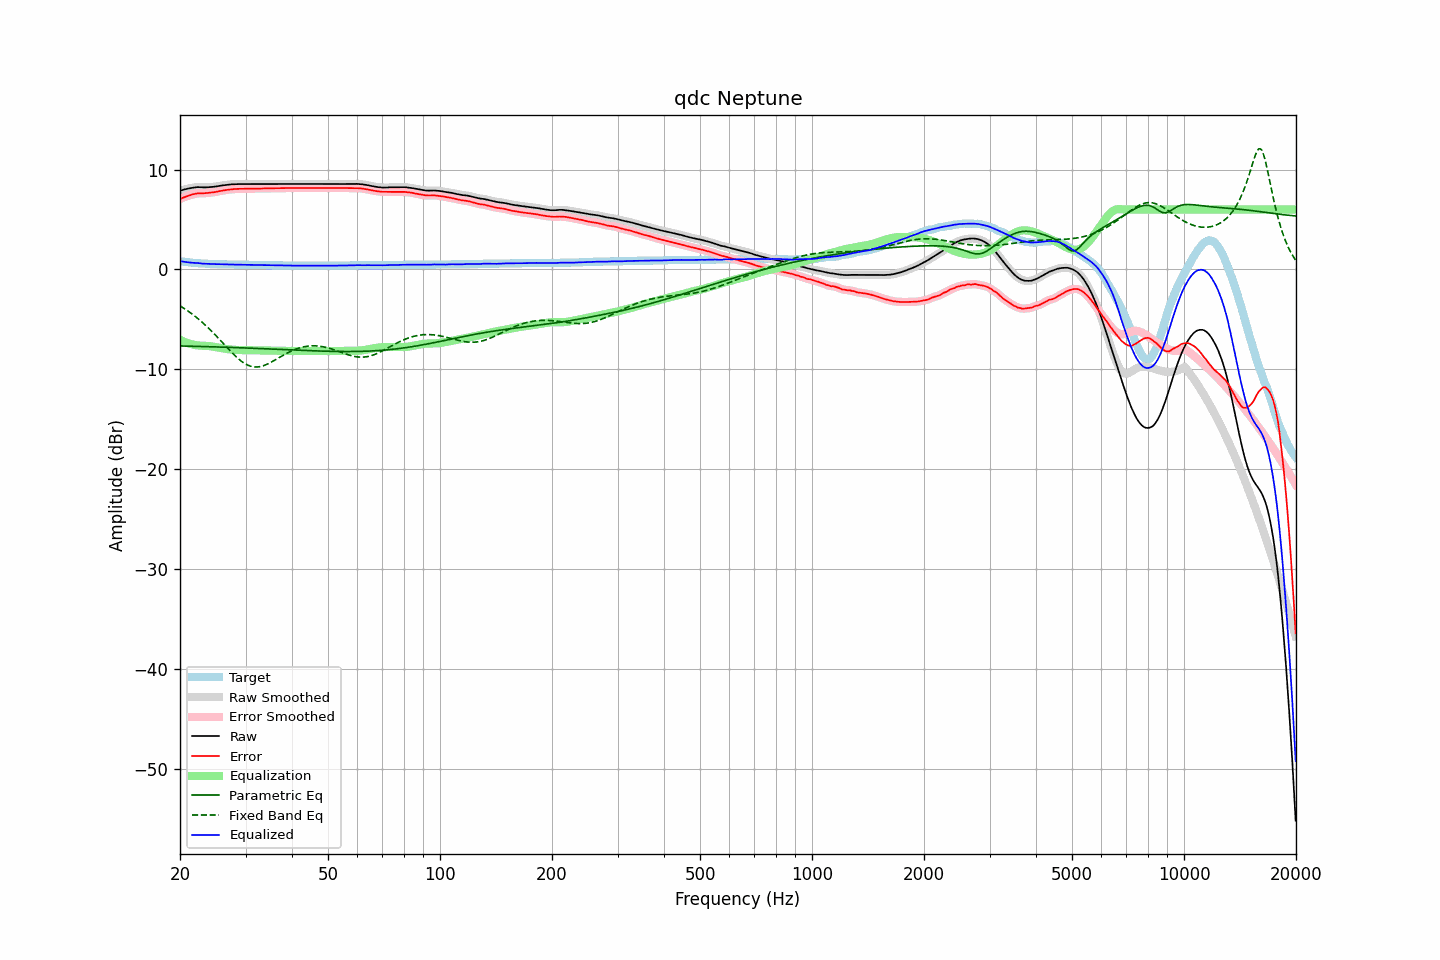 qdc Neptune
10
0
−10
−20
−30
−40
−50
Amplitude (dBr)
Target
Raw Smoothed
Error Smoothed
Raw
Error
Equalization
Parametric Eq
Fixed Band Eq
Equalized
20 50 100 200 500 1000 2000 5000 10000 20000
Frequency (Hz)